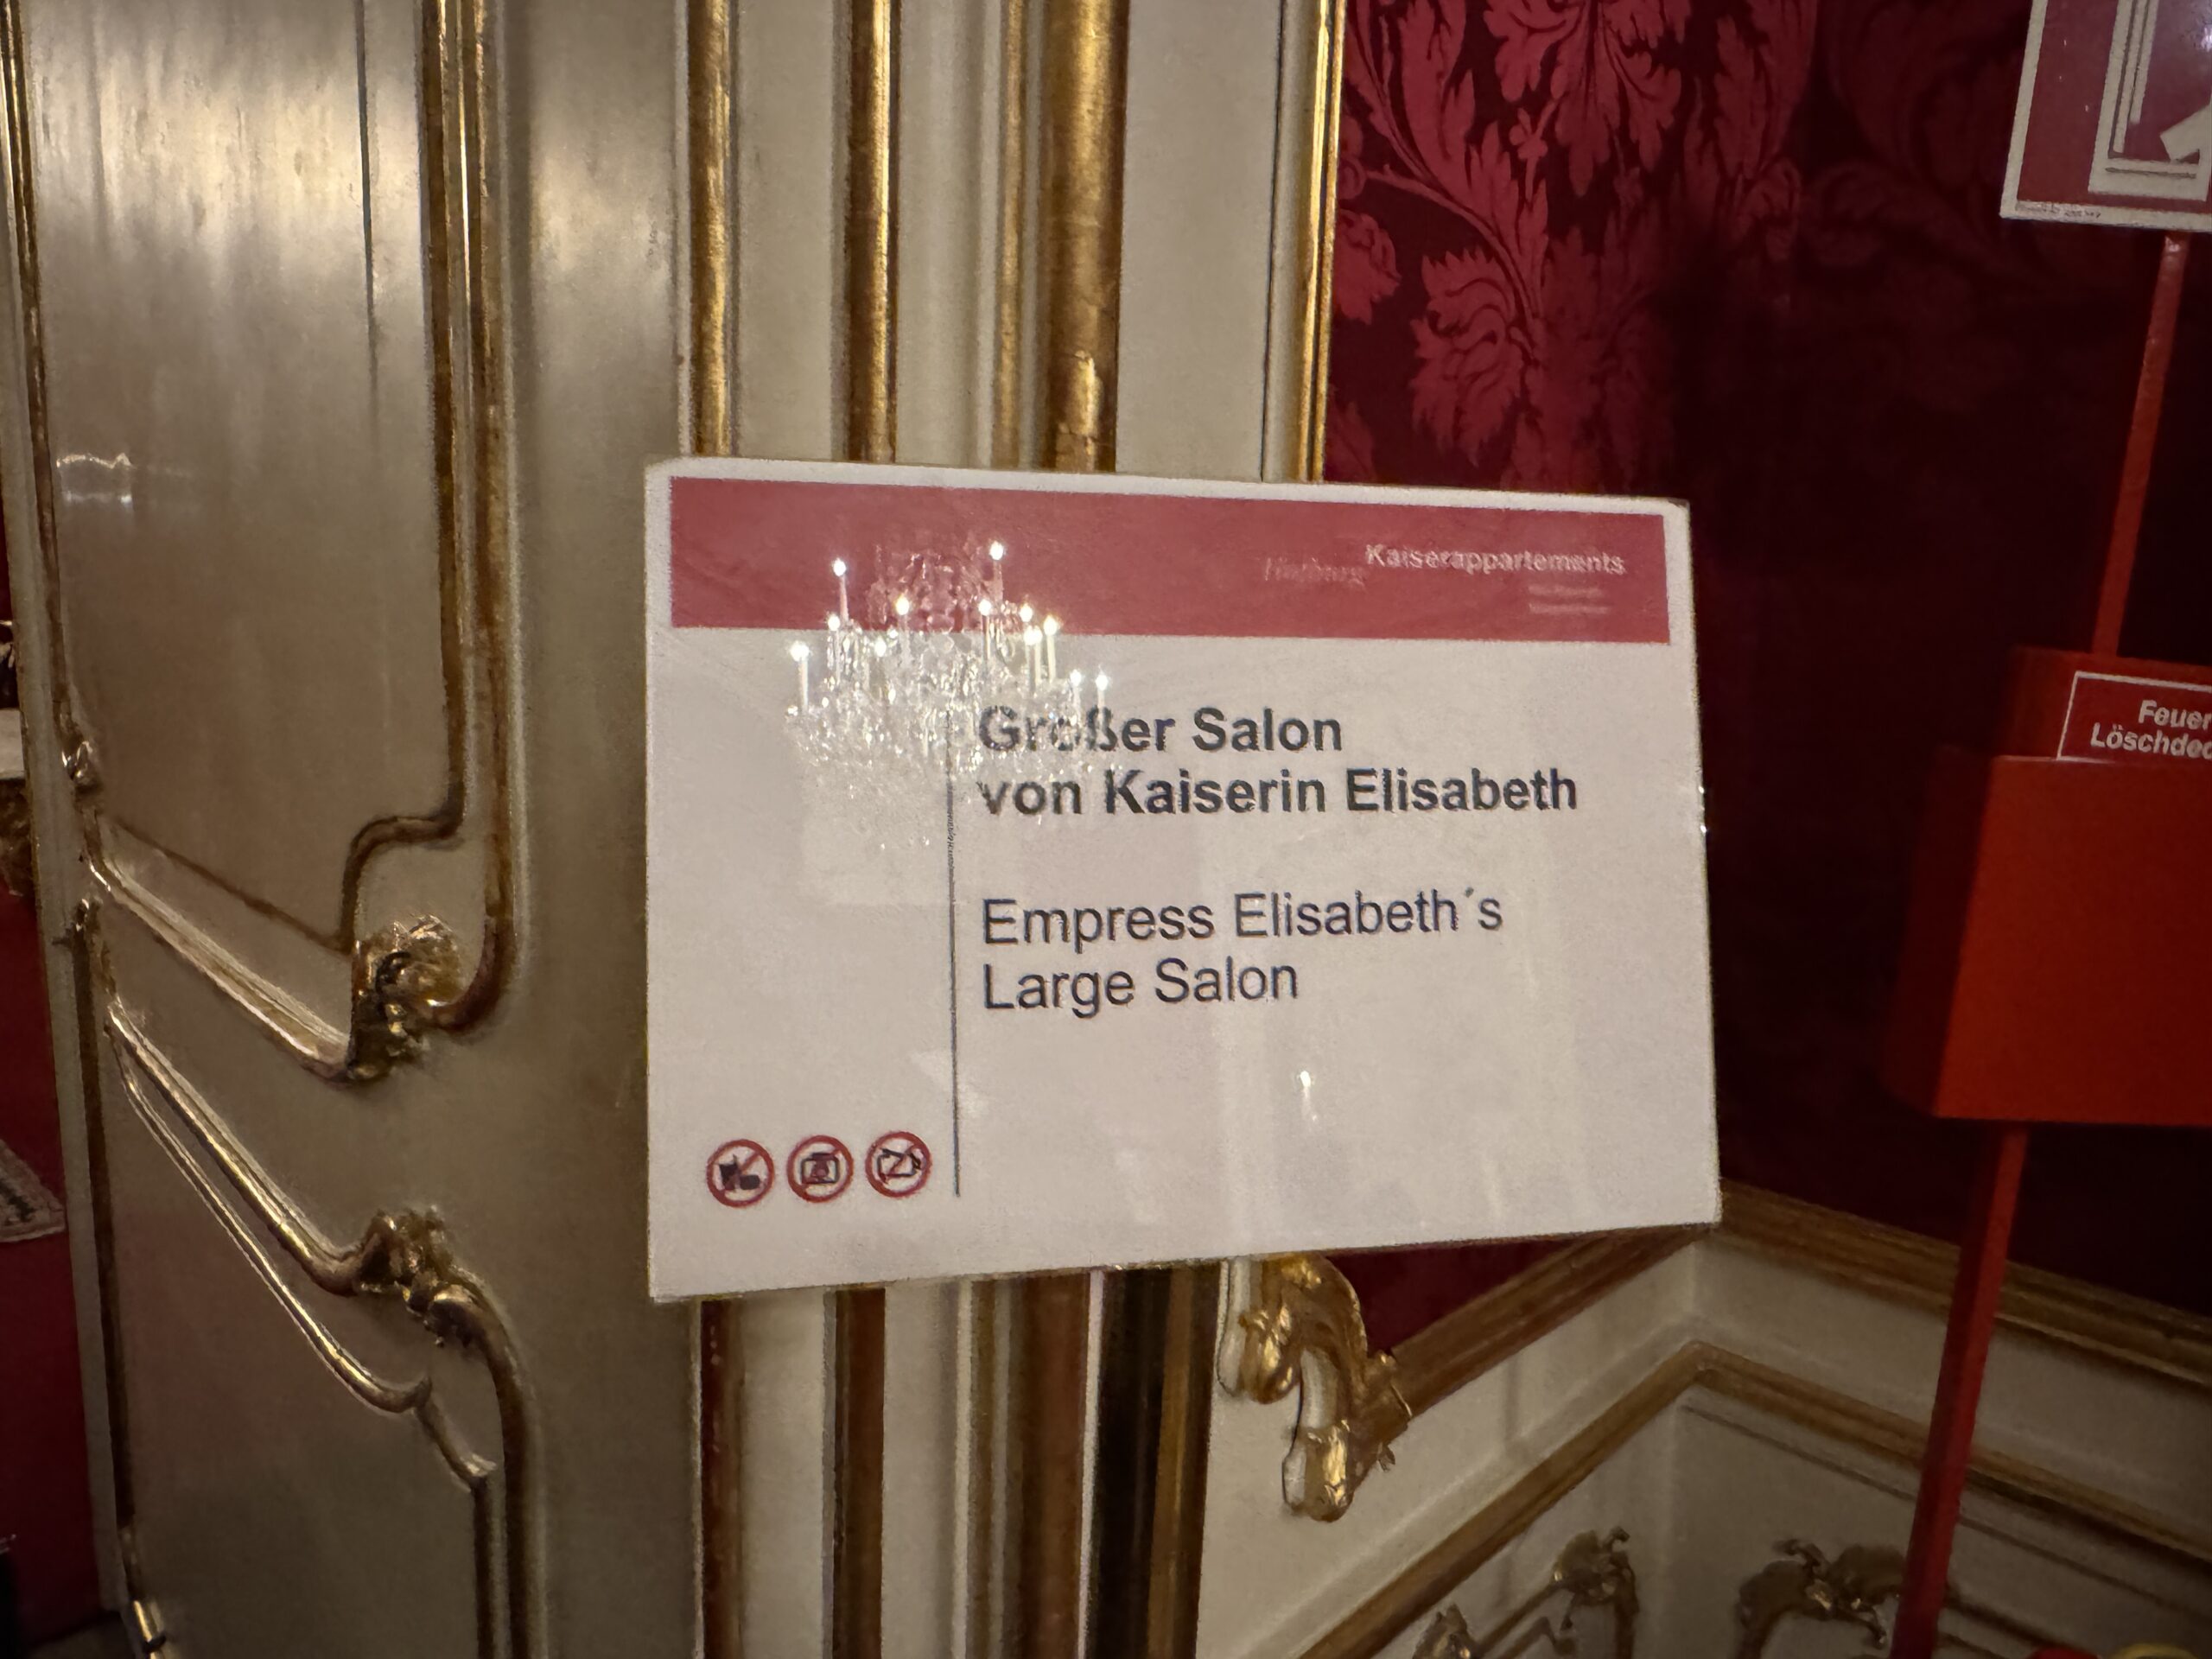 Hofburg Kaiserappartements
Großer Salon
von Kaiserin Elisabeth
Empress Elisabeth´s
Large Salon
Feuer
Löschdec